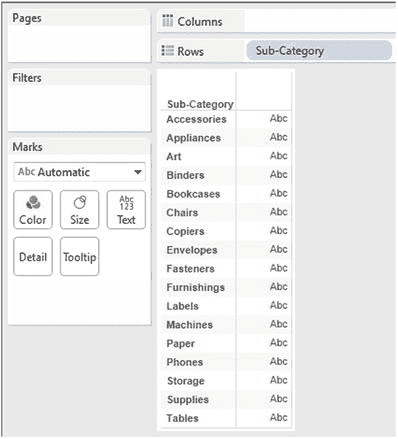 Pages
Columns
Rows Sub-Category
Filters
Marks
Abc Automatic
Color
Size
Abc
123
Text
Detail
Tooltip
Sub-Category
Accessories Abc
Appliances Abc
Art Abc
Binders Abc
Bookcases Abc
Chairs Abc
Copiers Abc
Envelopes Abc
Fasteners Abc
Furnishings Abc
Labels Abc
Machines Abc
Paper Abc
Phones Abc
Storage Abc
Supplies Abc
Tables Abc